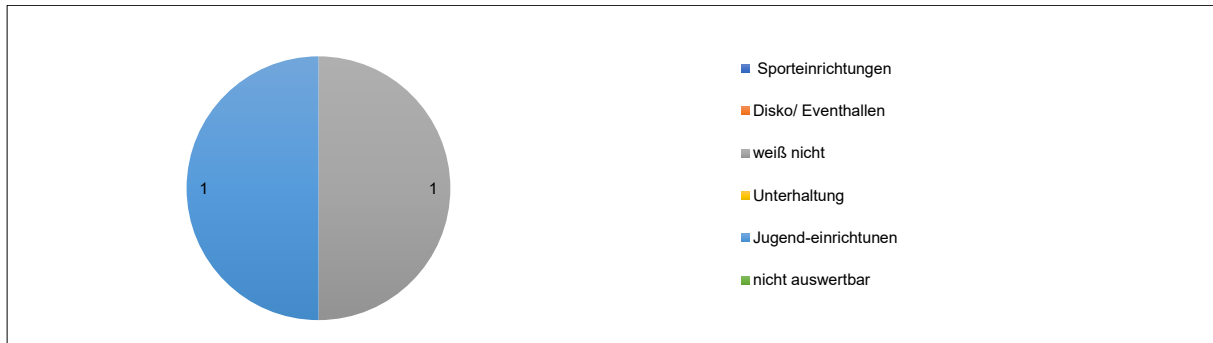 1
1
Sporteinrichtungen
Disko/ Eventhallen
weiß nicht
Unterhaltung
Jugend-einrichtunen
nicht auswertbar